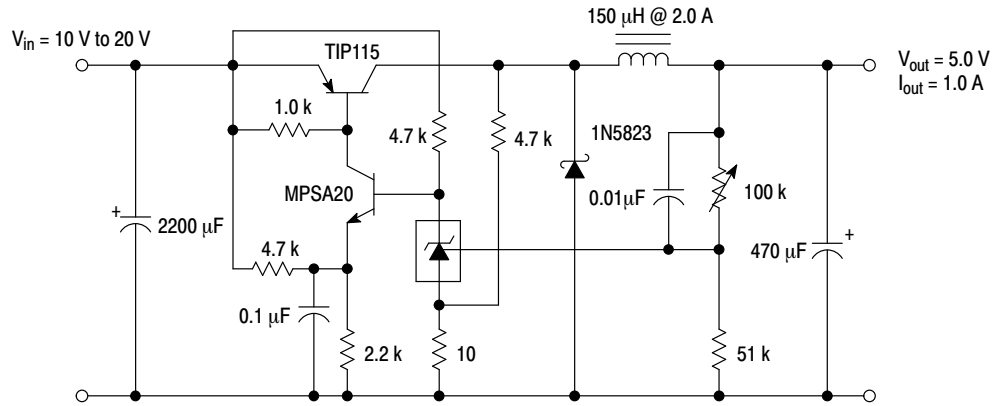 150 μH @ 2.0 A
Vin = 10 V to 20 V
TIP115
Vout = 5.0 V
Iout = 1.0 A
1.0 k
4.7 k
4.7 k
1N5823
MPSA20
0.01μF
100 k
+
2200 μF
4.7 k
470 μF
+
0.1 μF
2.2 k
10
51 k